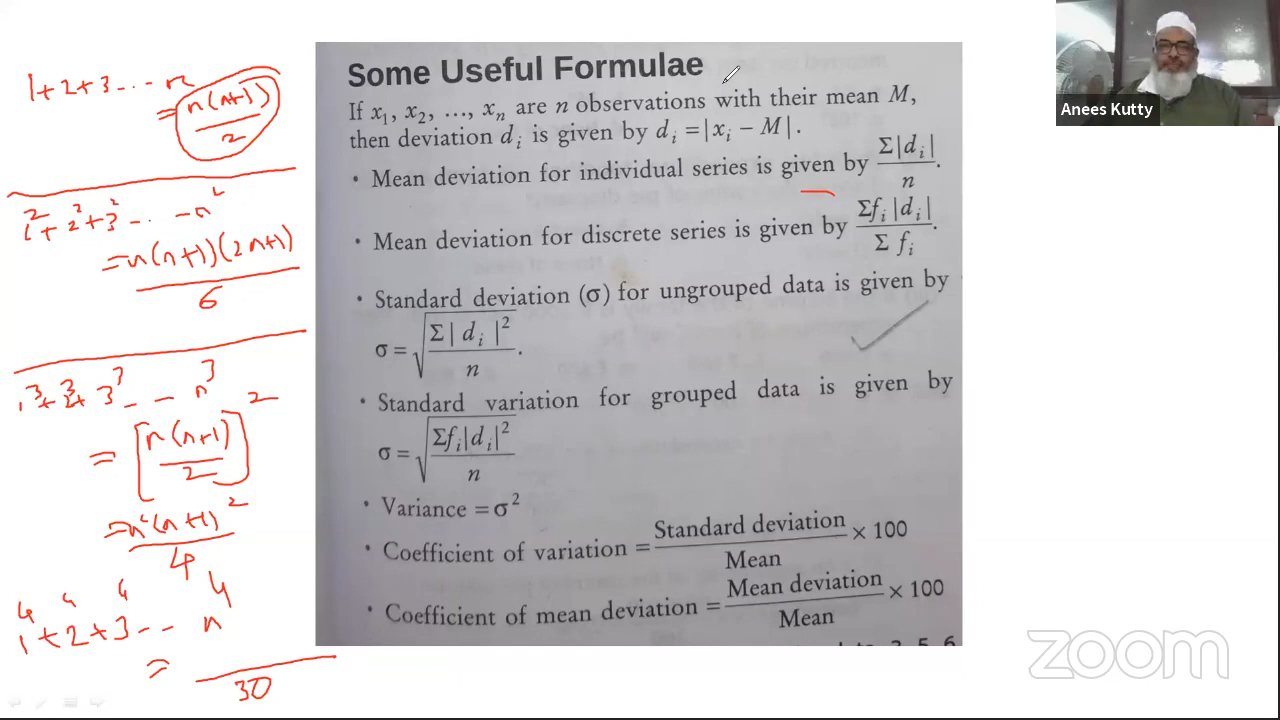 1+2+3.... n
= n(n+1)/2
1²+2²+3² - .. - n²
= n(n+1)(2n+1)/6
1³+2³+3³ - - - n³
= [n(n+1)/2]²
= n²(n+1)²/4
1⁴+2⁴+3⁴ - - - n⁴
= /30
Some Useful Formulae
If x₁, x₂, ..., xₙ are n observations with their mean M,
then deviation dᵢ is given by dᵢ = |xᵢ − M|.
• Mean deviation for individual series is given by Σ|dᵢ|/n.
• Mean deviation for discrete series is given by Σfᵢ|dᵢ|/Σ fᵢ.
• Standard deviation (σ) for ungrouped data is given by
σ = √(Σ| dᵢ |²/n).
• Standard variation for grouped data is given by
σ = √(Σfᵢ|dᵢ|²/n)
• Variance = σ²
• Coefficient of variation = Standard deviation/Mean × 100
• Coefficient of mean deviation = Mean deviation/Mean × 100
Anees Kutty
zoom